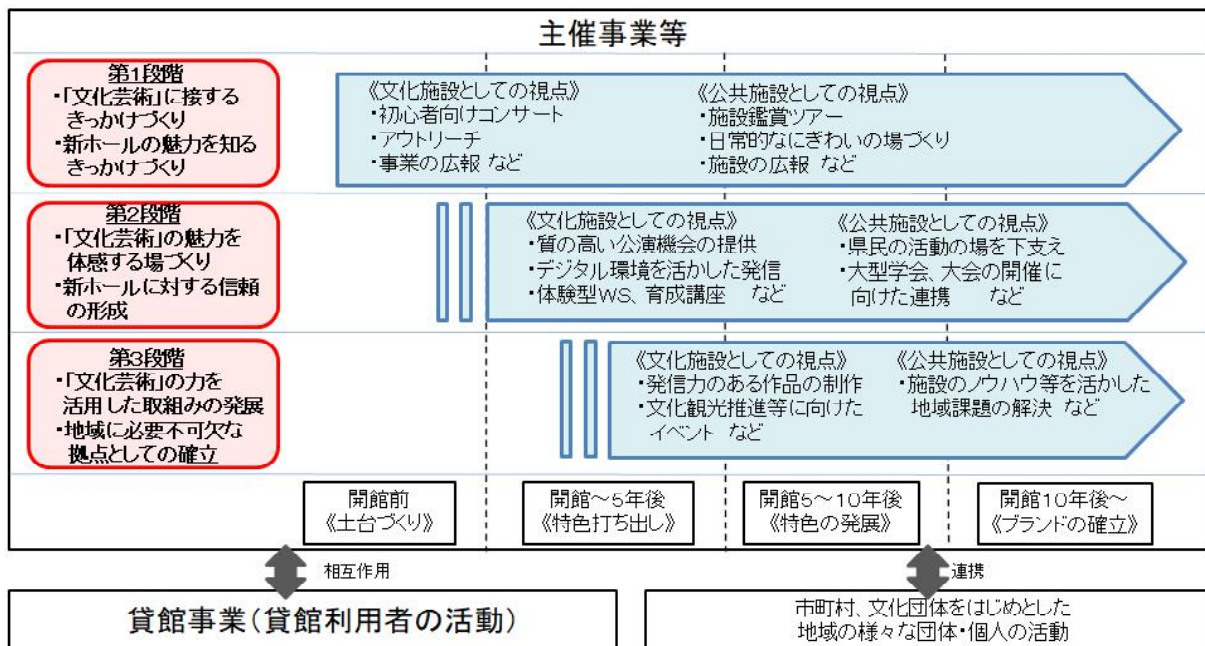 主催事業等
第1段階
・「文化芸術」に接する
きっかけづくり
・新ホールの魅力を知る
きっかけづくり
《文化施設としての視点》
・初心者向けコンサート
・アウトリーチ
・事業の広報 など
《公共施設としての視点》
・施設鑑賞ツアー
・日常的なにぎわいの場づくり
・施設の広報 など
第2段階
・「文化芸術」の魅力を
体感する場づくり
・新ホールに対する信頼
の形成
《文化施設としての視点》
・質の高い公演機会の提供
・デジタル環境を活かした発信
・体験型WS、育成講座 など
《公共施設としての視点》
・県民の活動の場を下支え
・大型学会、大会の開催に
向けた連携 など
第3段階
・「文化芸術」の力を
活用した取組みの発展
・地域に必要不可欠な
拠点としての確立
《文化施設としての視点》
・発信力のある作品の制作
・文化観光推進等に向けた
イベント など
《公共施設としての視点》
・施設のノウハウ等を活かした
地域課題の解決 など
開館前
《土台づくり》
開館～5年後
《特色打ち出し》
開館5～10年後
《特色の発展》
開館10年後～
《ブランドの確立》
相互作用
連携
貸館事業(貸館利用者の活動)
市町村、文化団体をはじめとした
地域の様々な団体・個人の活動